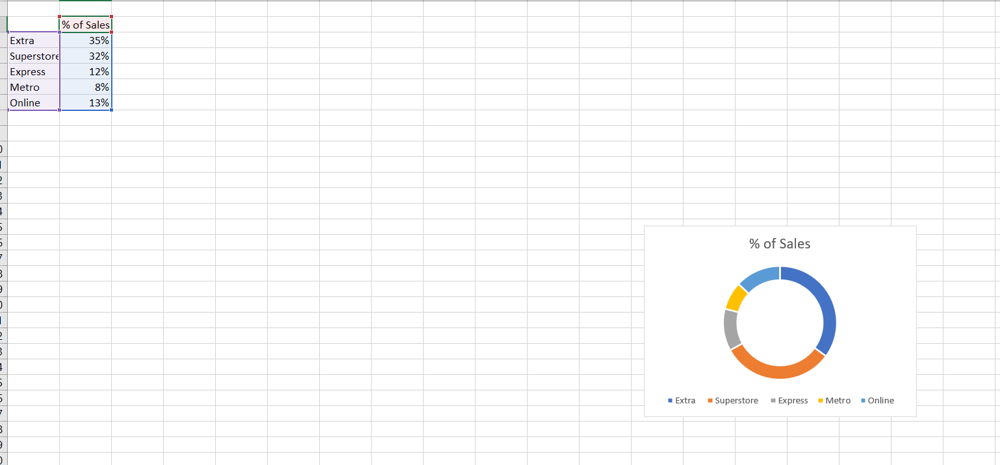 % of Sales
Extra 35%
Superstore 32%
Express 12%
Metro 8%
Online 13%
% of Sales
Extra Superstore Express Metro Online